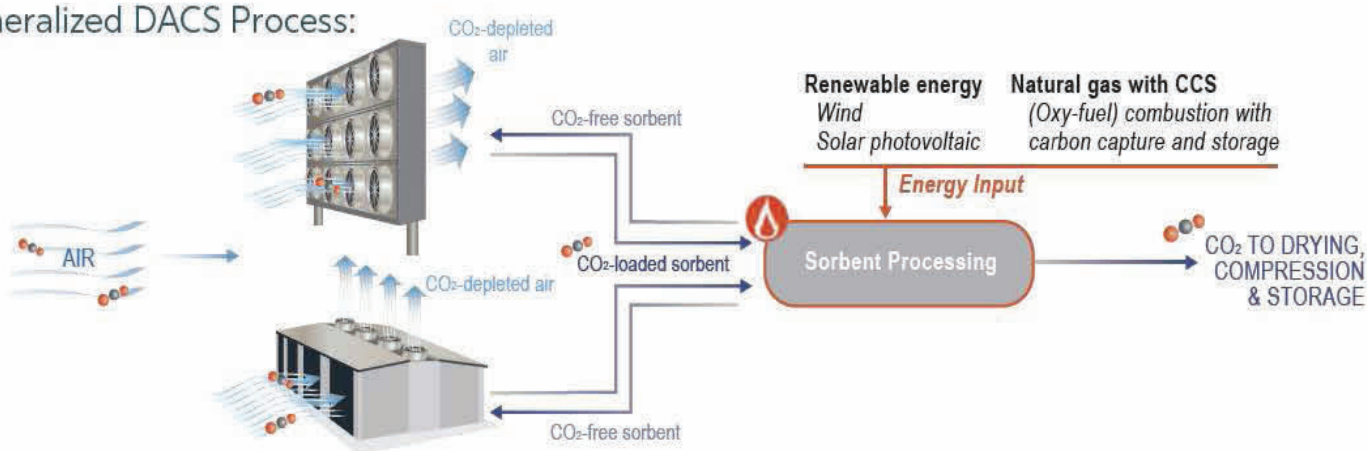 neralized DACS Process:
CO₂-depleted
air
CO₂-free sorbent
Renewable energy
Wind
Solar photovoltaic
Natural gas with CCS
(Oxy-fuel) combustion with
carbon capture and storage
Energy Input
AIR
CO₂-loaded sorbent
Sorbent Processing
CO₂ TO DRYING,
COMPRESSION
& STORAGE
CO₂-depleted air
CO₂-free sorbent